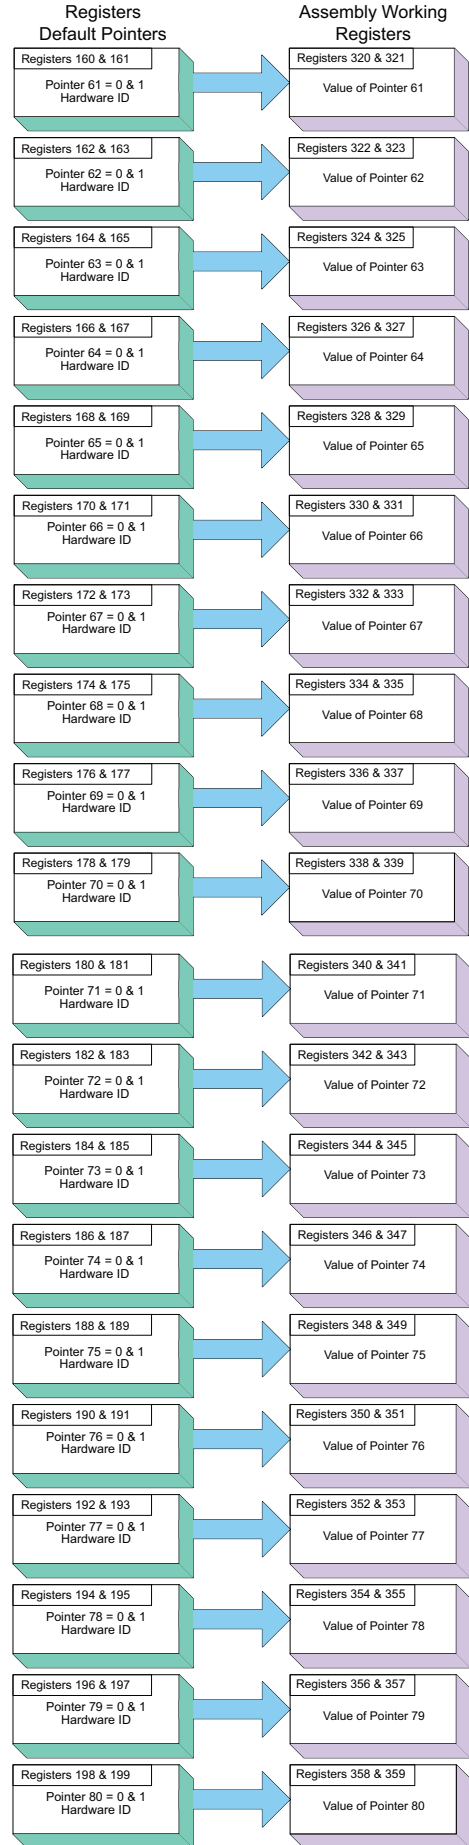 Registers
Default Pointers
Assembly Working
Registers
Registers 160 & 161
Pointer 61 = 0 & 1
Hardware ID
Registers 320 & 321
Value of Pointer 61
Registers 162 & 163
Pointer 62 = 0 & 1
Hardware ID
Registers 322 & 323
Value of Pointer 62
Registers 164 & 165
Pointer 63 = 0 & 1
Hardware ID
Registers 324 & 325
Value of Pointer 63
Registers 166 & 167
Pointer 64 = 0 & 1
Hardware ID
Registers 326 & 327
Value of Pointer 64
Registers 168 & 169
Pointer 65 = 0 & 1
Hardware ID
Registers 328 & 329
Value of Pointer 65
Registers 170 & 171
Pointer 66 = 0 & 1
Hardware ID
Registers 330 & 331
Value of Pointer 66
Registers 172 & 173
Pointer 67 = 0 & 1
Hardware ID
Registers 332 & 333
Value of Pointer 67
Registers 174 & 175
Pointer 68 = 0 & 1
Hardware ID
Registers 334 & 335
Value of Pointer 68
Registers 176 & 177
Pointer 69 = 0 & 1
Hardware ID
Registers 336 & 337
Value of Pointer 69
Registers 178 & 179
Pointer 70 = 0 & 1
Hardware ID
Registers 338 & 339
Value of Pointer 70
Registers 180 & 181
Pointer 71 = 0 & 1
Hardware ID
Registers 340 & 341
Value of Pointer 71
Registers 182 & 183
Pointer 72 = 0 & 1
Hardware ID
Registers 342 & 343
Value of Pointer 72
Registers 184 & 185
Pointer 73 = 0 & 1
Hardware ID
Registers 344 & 345
Value of Pointer 73
Registers 186 & 187
Pointer 74 = 0 & 1
Hardware ID
Registers 346 & 347
Value of Pointer 74
Registers 188 & 189
Pointer 75 = 0 & 1
Hardware ID
Registers 348 & 349
Value of Pointer 75
Registers 190 & 191
Pointer 76 = 0 & 1
Hardware ID
Registers 350 & 351
Value of Pointer 76
Registers 192 & 193
Pointer 77 = 0 & 1
Hardware ID
Registers 352 & 353
Value of Pointer 77
Registers 194 & 195
Pointer 78 = 0 & 1
Hardware ID
Registers 354 & 355
Value of Pointer 78
Registers 196 & 197
Pointer 79 = 0 & 1
Hardware ID
Registers 356 & 357
Value of Pointer 79
Registers 198 & 199
Pointer 80 = 0 & 1
Hardware ID
Registers 358 & 359
Value of Pointer 80